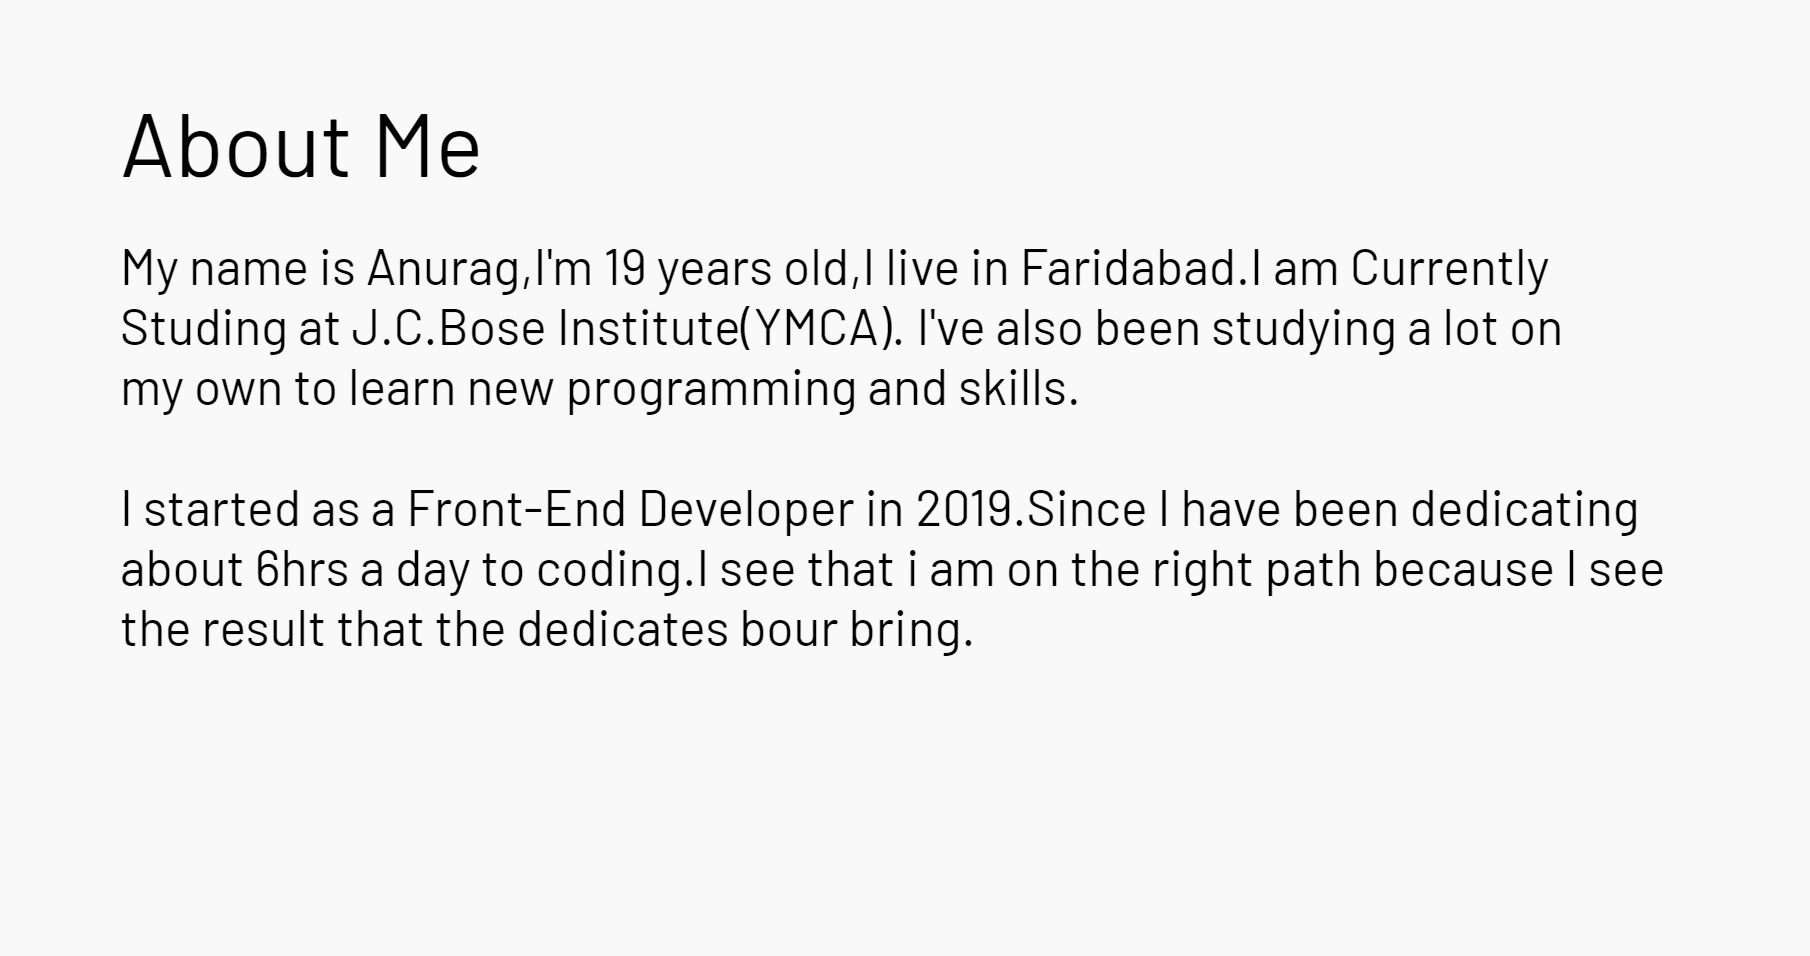 About Me
My name is Anurag,I'm 19 years old,I live in Faridabad.I am Currently
Studing at J.C.Bose Institute(YMCA). I've also been studying a lot on
my own to learn new programming and skills.
I started as a Front-End Developer in 2019.Since I have been dedicating
about 6hrs a day to coding.I see that i am on the right path because I see
the result that the dedicates bour bring.